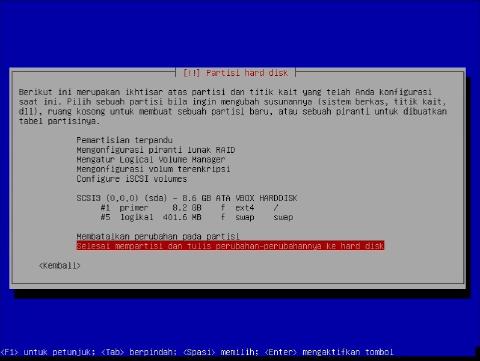 [!!] Partisi hard disk
Berikut ini merupakan ikhtisar atas partisi dan titik kait yang telah Anda konfigurasi
saat ini. Pilih sebuah partisi bila ingin mengubah susunannya (sistem berkas, titik kait,
dll), ruang kosong untuk membuat sebuah partisi baru, atau sebuah piranti untuk dibuatkan
tabel partisinya.
Pemartisian terpandu
Mengonfigurasi piranti lunak RAID
Mengatur Logical Volume Manager
Mengonfigurasi volum terenkripsi
Configure iSCSI volumes
SCSI3 (0,0,0) (sda) - 8.6 GB ATA VBOX HARDDISK
#1 primer 8.2 GB f ext4 /
#5 logikal 401.6 MB f swap swap
Membatalkan perubahan pada partisi
Selesai mempartisi dan tulis perubahan-perubahannya ke hard disk
<Kembali>
<F1> untuk petunjuk; <Tab> berpindah; <Spasi> memilih; <Enter> mengaktifkan tombol